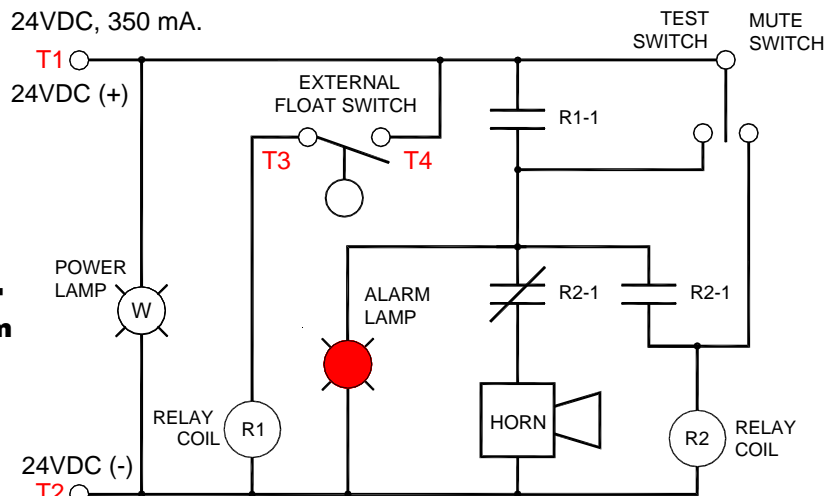 24VDC, 350 mA.
TEST SWITCH
MUTE SWITCH
T1
24VDC (+)
EXTERNAL
FLOAT SWITCH
R1-1
T3
T4
POWER
LAMP
W
ALARM
LAMP
R2-1
R2-1
RELAY
COIL
R1
HORN
R2
RELAY
COIL
24VDC (-)
T2